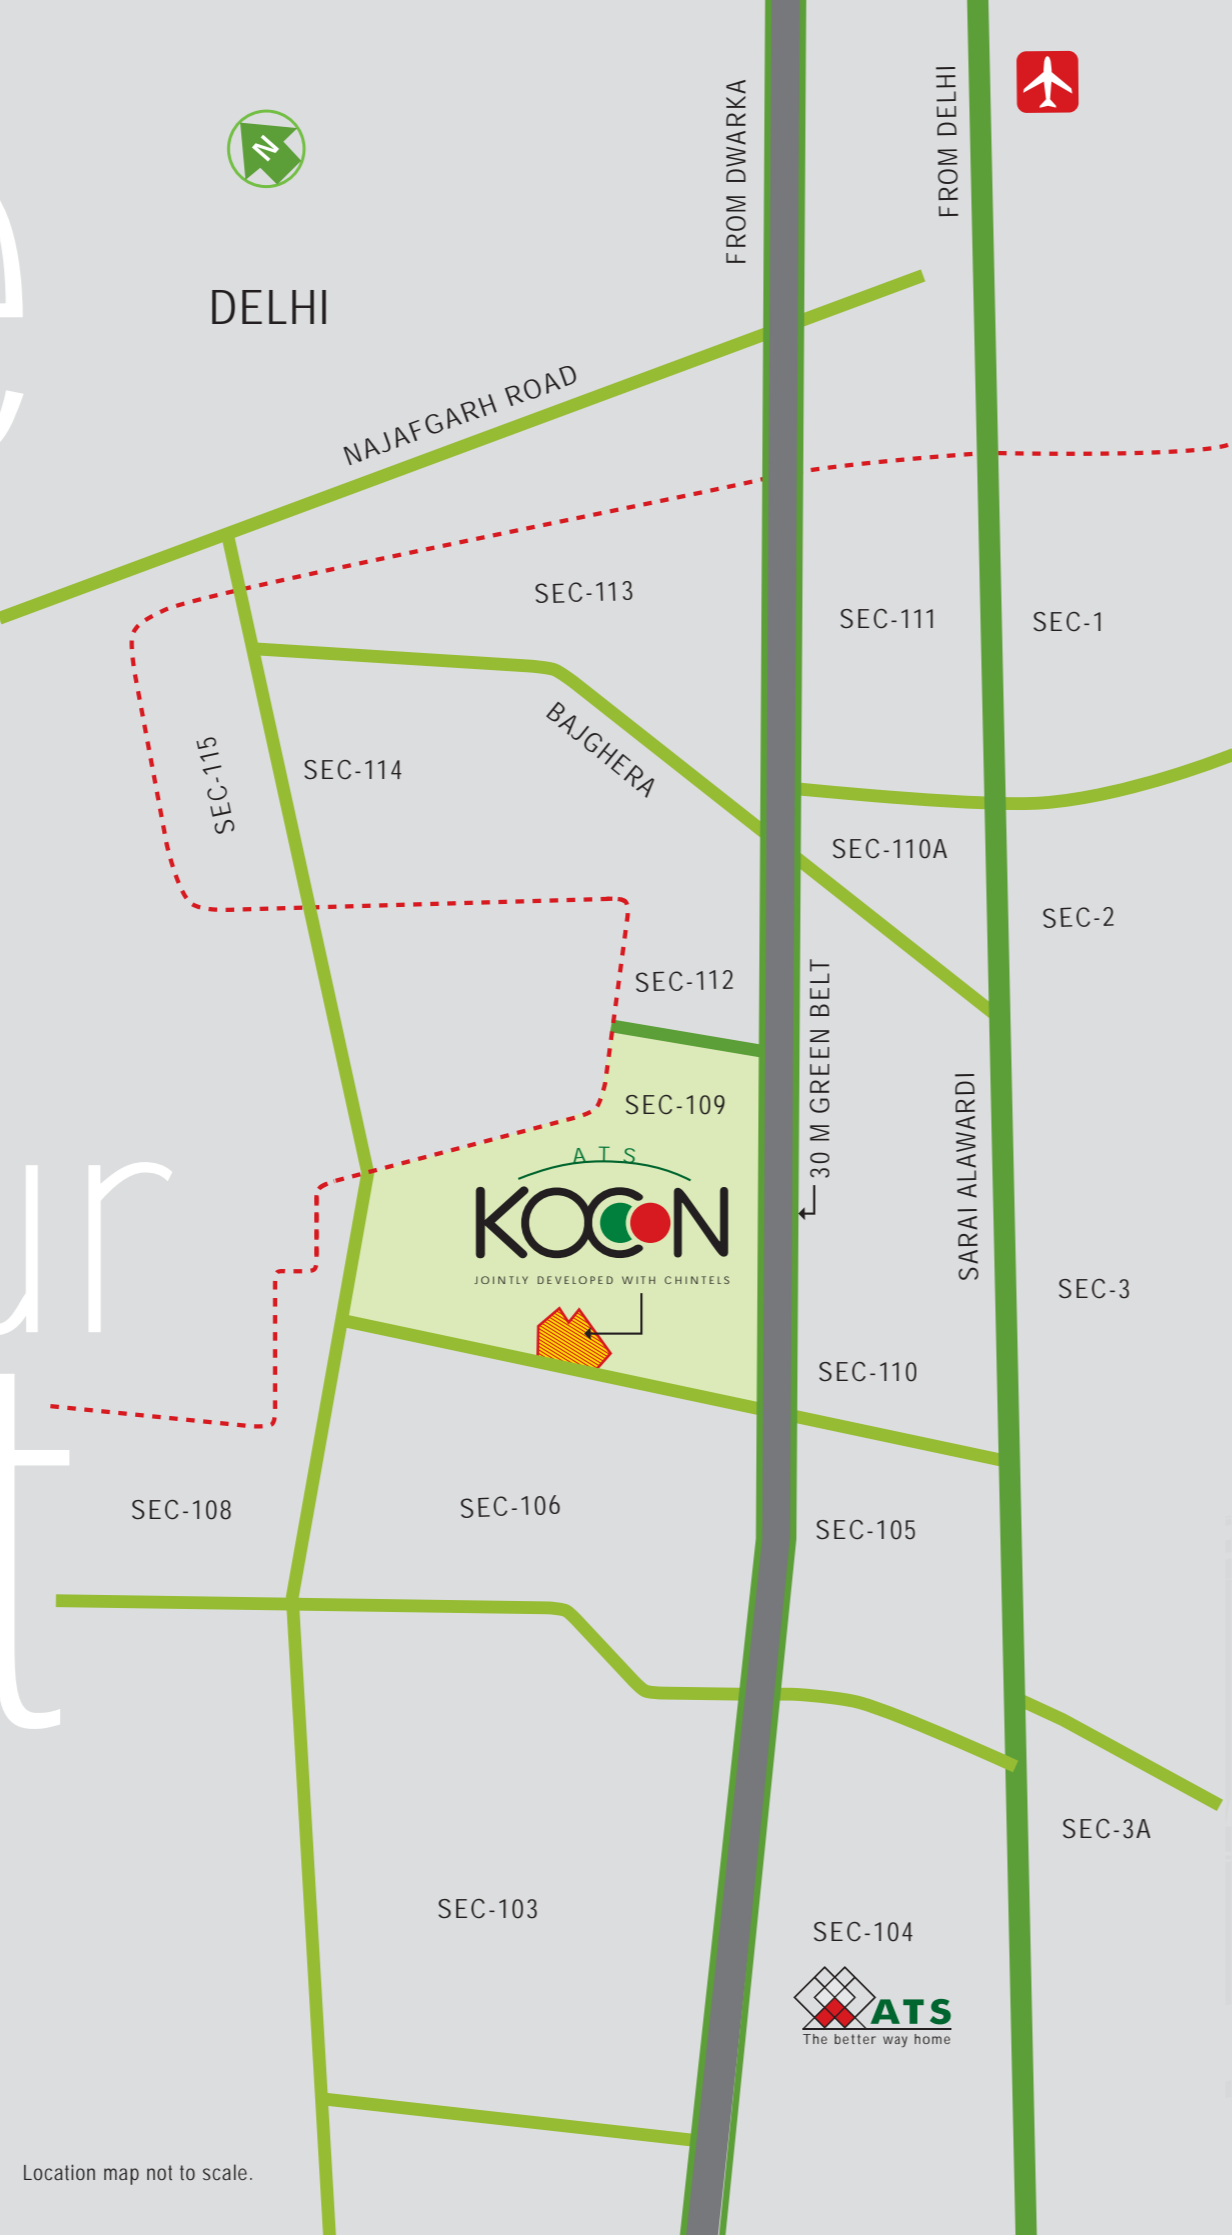 FROM DWARKA
FROM DELHI
N
DELHI
NAJAFGARH ROAD
SEC-113
SEC-111
SEC-1
BAJGHERA
SEC-115
SEC-114
SEC-110A
SEC-2
SEC-112
30 M GREEN BELT
SARAI ALAWARDI
SEC-109
ATS
KOCOON
JOINTLY DEVELOPED WITH CHINTELS
SEC-3
SEC-110
SEC-108
SEC-106
SEC-105
SEC-3A
SEC-103
SEC-104
ATS
The better way home
Location map not to scale.
e
ur
t